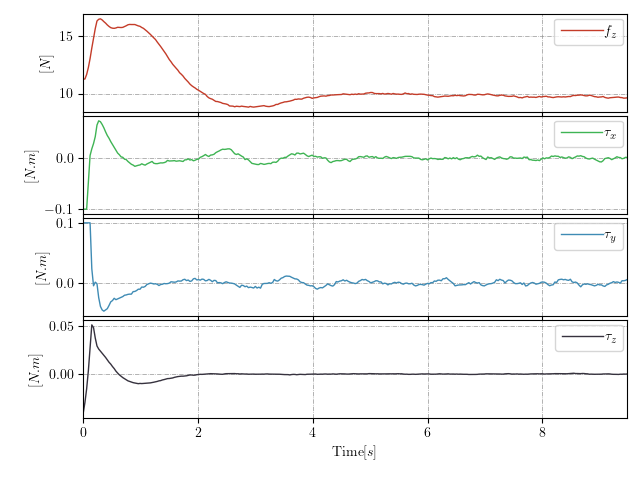 15
10
[N]
f_z
0.0
−0.1
[N.m]
τ_x
0.1
0.0
[N.m]
τ_y
0.05
0.00
[N.m]
τ_z
0 2 4 6 8
Time[s]